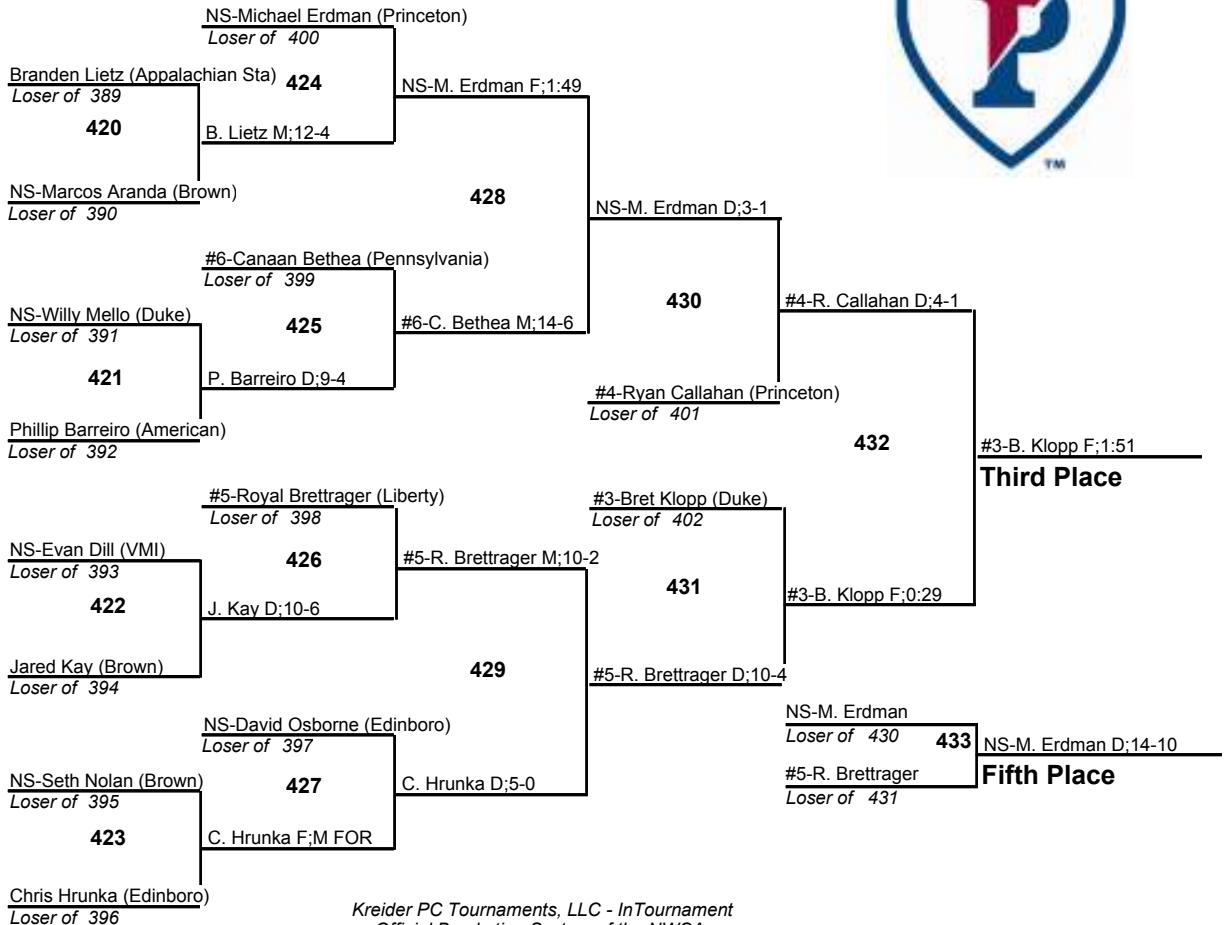 NS-Michael Erdman (Princeton)
Loser of 400
Branden Lietz (Appalachian Sta)
Loser of 389
424
NS-M. Erdman F;1:49
420
B. Lietz M;12-4
NS-Marcos Aranda (Brown)
Loser of 390
428
NS-M. Erdman D;3-1
#6-Canaan Bethea (Pennsylvania)
Loser of 399
NS-Willy Mello (Duke)
Loser of 391
425
#6-C. Bethea M;14-6
430
#4-R. Callahan D;4-1
421
P. Barreiro D;9-4
#4-Ryan Callahan (Princeton)
Loser of 401
Phillip Barreiro (American)
Loser of 392
432
#3-B. Klopp F;1:51
Third Place
#5-Royal Brettrager (Liberty)
Loser of 398
#3-Bret Klopp (Duke)
Loser of 402
NS-Evan Dill (VMI)
Loser of 393
426
#5-R. Brettrager M;10-2
431
#3-B. Klopp F;0:29
422
J. Kay D;10-6
Jared Kay (Brown)
Loser of 394
429
#5-R. Brettrager D;10-4
NS-David Osborne (Edinboro)
Loser of 397
NS-M. Erdman
Loser of 430
433
NS-M. Erdman D;14-10
Fifth Place
#5-R. Brettrager
Loser of 431
NS-Seth Nolan (Brown)
Loser of 395
427
C. Hrunka D;5-0
423
C. Hrunka F;M FOR
Chris Hrunka (Edinboro)
Loser of 396
Kreider PC Tournaments, LLC - InTournament
P
TM